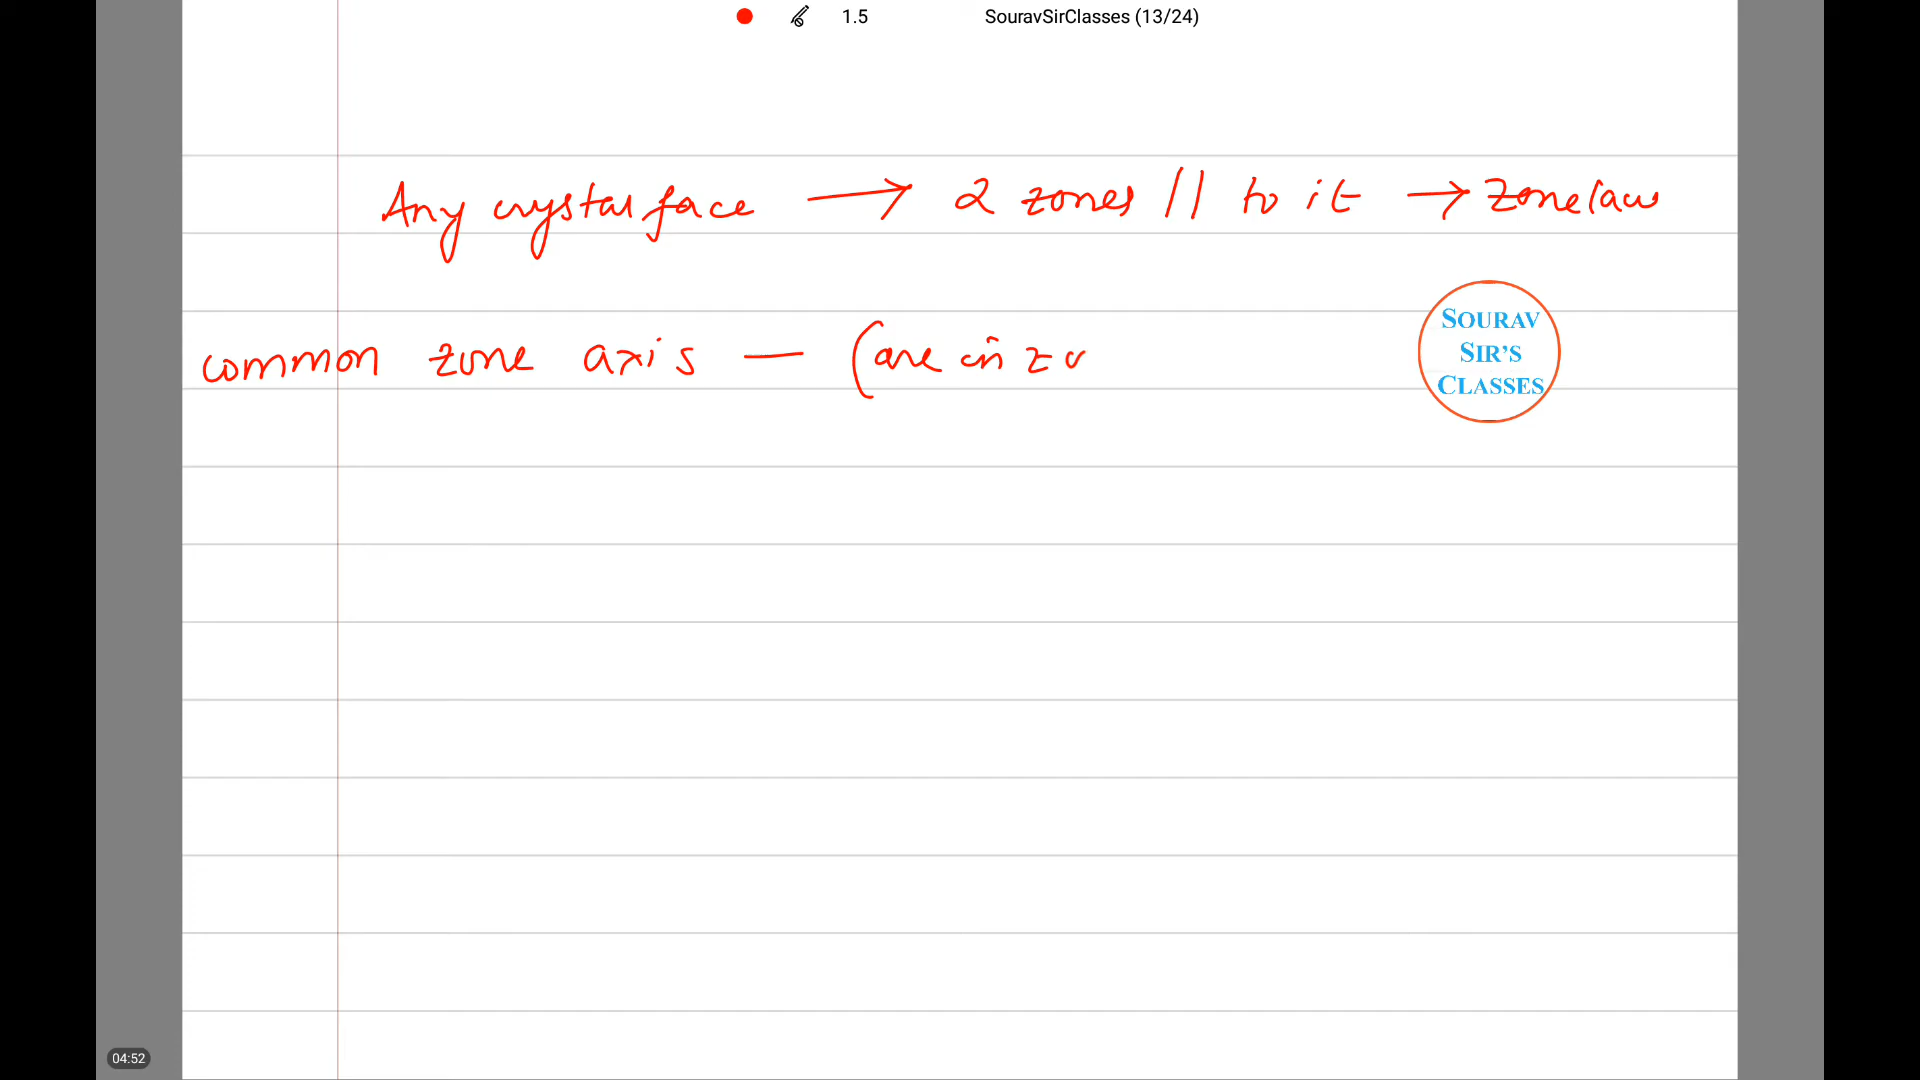 1.5 SouravSirClasses (13/24)
Any crystal face → 2 zones // to it → zone law
SOURAV
SIR'S
CLASSES
common zone axis — (are in zo
04:52